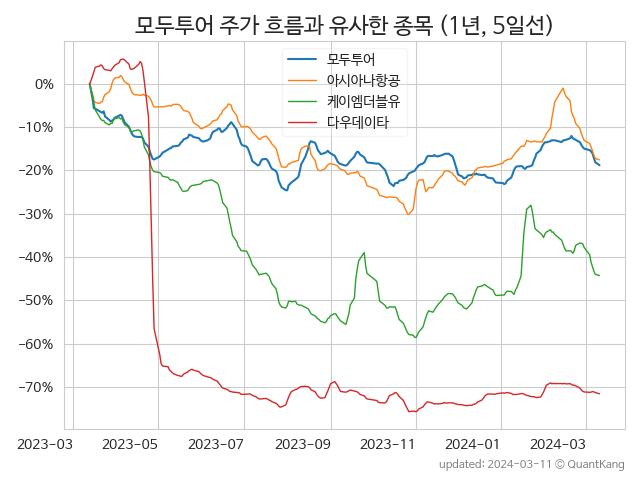 모두투어 주가 흐름과 유사한 종목 (1년, 5일선)
모두투어
아시아나항공
케이엠더블유
다우데이타
0%
−10%
−20%
−30%
−40%
−50%
−60%
−70%
2023-03
2023-05
2023-07
2023-09
2023-11
2024-01
2024-03
updated: 2024-03-11 © QuantKang